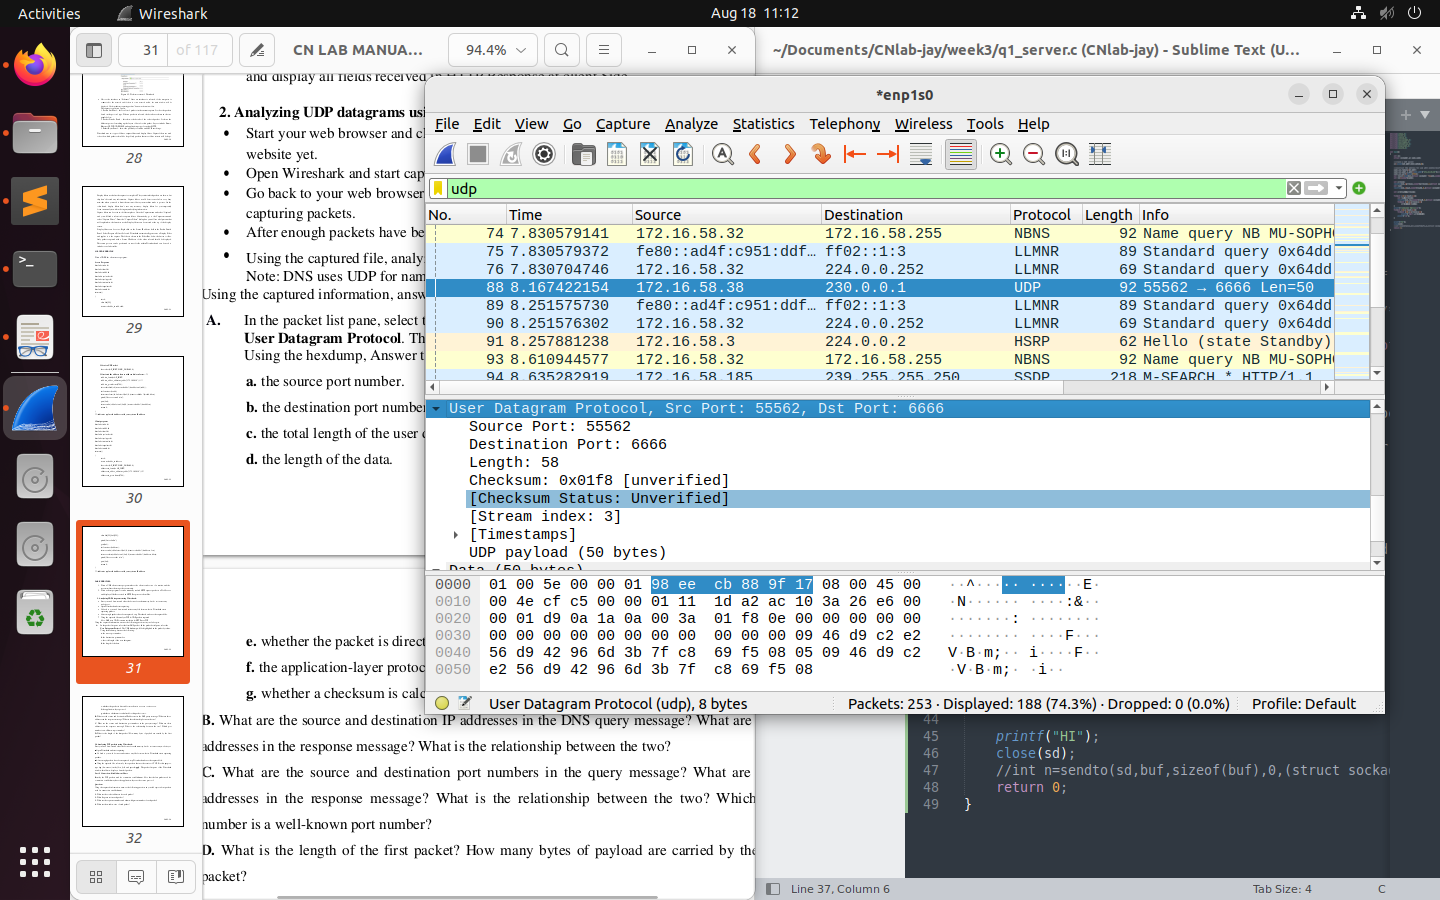 Activities
Wireshark
Aug 18 11:12
31 of 117
CN LAB MANUA...
94.4%
~/Documents/CNlab-jay/week3/q1_server.c (CNlab-jay) - Sublime Text (U...
28
29
30
31
32
2. Analyzing UDP datagrams usi
• Start your web browser and cl
website yet.
• Open Wireshark and start cap
• Go back to your web browser
capturing packets.
• After enough packets have be
• Using the captured file, analy
Note: DNS uses UDP for nam
Using the captured information, answ
A. In the packet list pane, select t
User Datagram Protocol. Th
Using the hexdump, Answer t
a. the source port number.
b. the destination port number
c. the total length of the user d
d. the length of the data.
e. whether the packet is direct
f. the application-layer protoc
g. whether a checksum is calc
B. What are the source and destination IP addresses in the DNS query message? What are
addresses in the response message? What is the relationship between the two?
C. What are the source and destination port numbers in the query message? What are
addresses in the response message? What is the relationship between the two? Which
number is a well-known port number?
D. What is the length of the first packet? How many bytes of payload are carried by the
packet?
*enp1s0
File Edit View Go Capture Analyze Statistics Telephony Wireless Tools Help
udp
No. Time Source Destination Protocol Length Info
74 7.830579141 172.16.58.32 172.16.58.255 NBNS 92 Name query NB MU-SOPH
75 7.830579372 fe80::ad4f:c951:ddf... ff02::1:3 LLMNR 89 Standard query 0x64dd
76 7.830704746 172.16.58.32 224.0.0.252 LLMNR 69 Standard query 0x64dd
88 8.167422154 172.16.58.38 230.0.0.1 UDP 92 55562 → 6666 Len=50
89 8.251575730 fe80::ad4f:c951:ddf... ff02::1:3 LLMNR 89 Standard query 0x64dd
90 8.251576302 172.16.58.32 224.0.0.252 LLMNR 69 Standard query 0x64dd
91 8.257881238 172.16.58.3 224.0.0.2 HSRP 62 Hello (state Standby)
93 8.610944577 172.16.58.32 172.16.58.255 NBNS 92 Name query NB MU-SOPH
94 8.635282919 172.16.58.185 239.255.255.250 SSDP 218 M-SEARCH * HTTP/1.1
User Datagram Protocol, Src Port: 55562, Dst Port: 6666
Source Port: 55562
Destination Port: 6666
Length: 58
Checksum: 0x01f8 [unverified]
[Checksum Status: Unverified]
[Stream index: 3]
[Timestamps]
UDP payload (50 bytes)
Data (50 bytes)
0000 01 00 5e 00 00 01 98 ee cb 88 9f 17 08 00 45 00 ··^····· ······E·
0010 00 4e cf c5 00 00 01 11 1d a2 ac 10 3a 26 e6 00 ·N······ ····:&··
0020 00 01 d9 0a 1a 0a 00 3a 01 f8 0e 00 00 00 00 00 ·······: ········
0030 00 00 00 00 00 00 00 00 00 00 00 09 46 d9 c2 e2 ········ ····F···
0040 56 d9 42 96 6d 3b 7f c8 69 f5 08 05 09 46 d9 c2 V·B·m;·· i····F··
0050 e2 56 d9 42 96 6d 3b 7f c8 69 f5 08 ·V·B·m;· ·i··
User Datagram Protocol (udp), 8 bytes
Packets: 253 · Displayed: 188 (74.3%) · Dropped: 0 (0.0%)
Profile: Default
44
45 printf("HI");
46 close(sd);
47 //int n=sendto(sd,buf,sizeof(buf),0,(struct socka
48 return 0;
49 }
Line 37, Column 6
Tab Size: 4
C